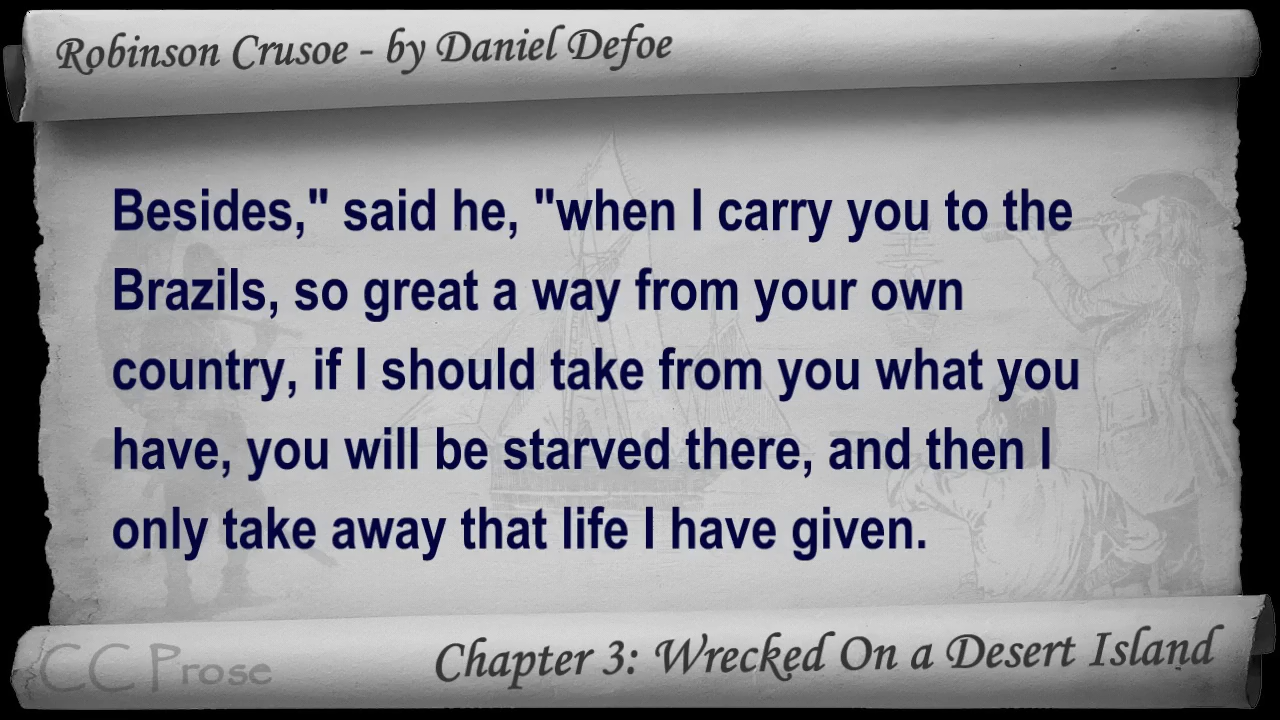 Robinson Crusoe - by Daniel Defoe
Besides," said he, "when I carry you to the
Brazils, so great a way from your own
country, if I should take from you what you
have, you will be starved there, and then I
only take away that life I have given.
CC Prose
Chapter 3: Wrecked On a Desert Island